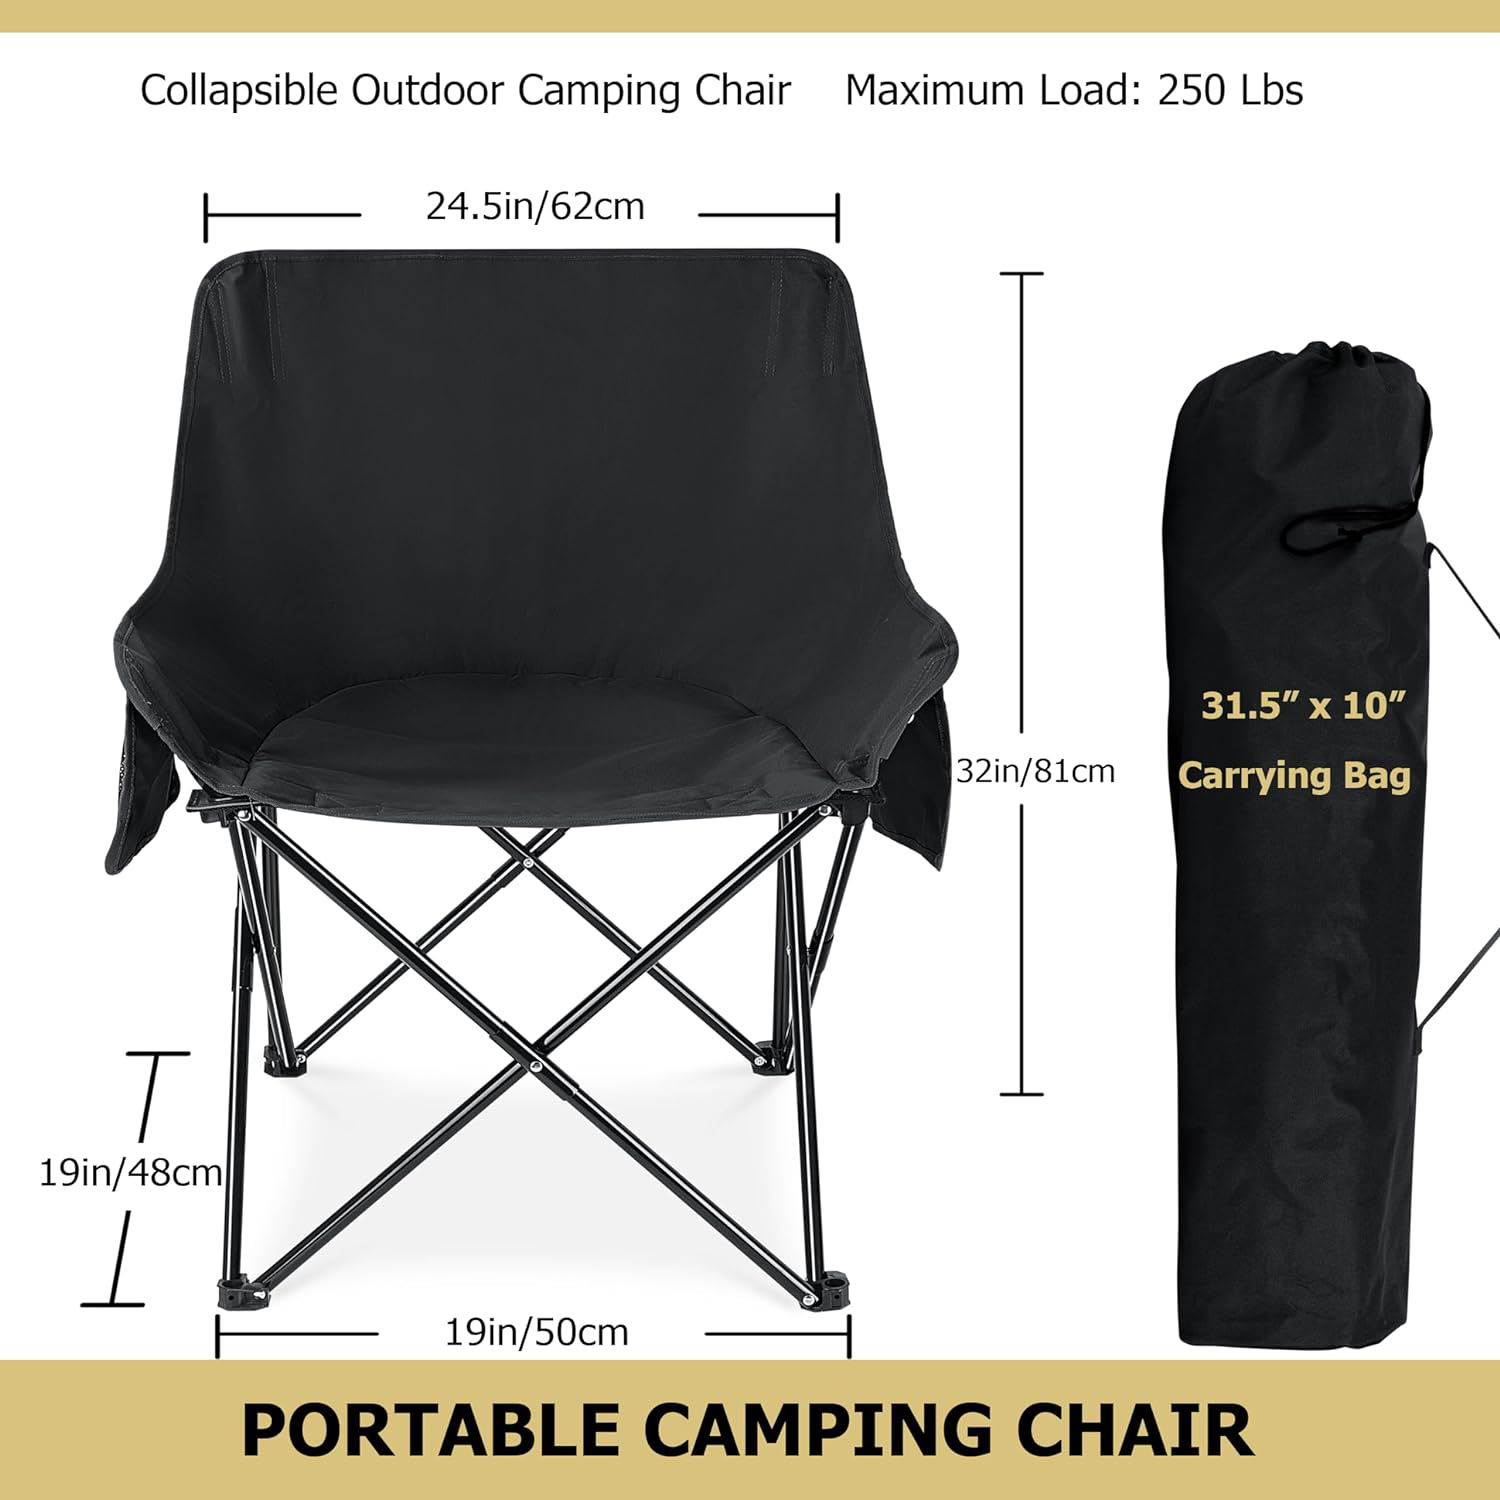 Collapsible Outdoor Camping Chair Maximum Load: 250 Lbs
24.5in/62cm
32in/81cm
31.5” x 10”
Carrying Bag
19in/48cm
19in/50cm
PORTABLE CAMPING CHAIR